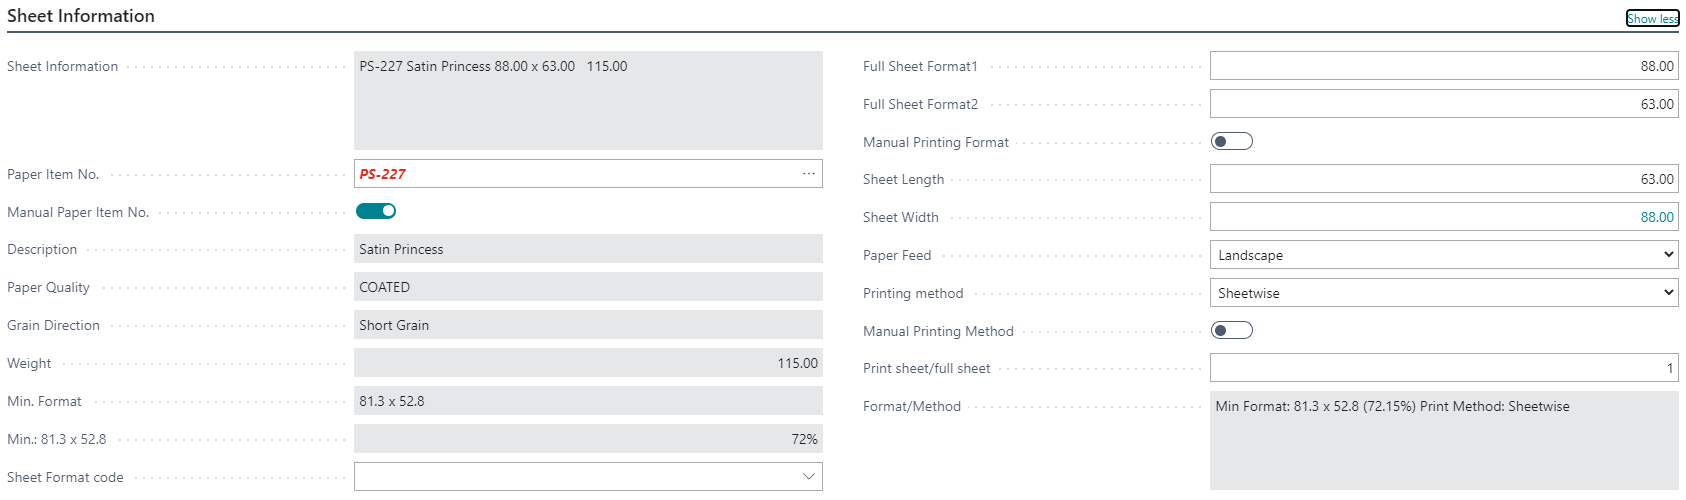 Sheet Information
Show less
Sheet Information
PS-227 Satin Princess 88.00 x 63.00 115.00
Paper Item No.
PS-227
Manual Paper Item No.
Description
Satin Princess
Paper Quality
COATED
Grain Direction
Short Grain
Weight
115.00
Min. Format
81.3 x 52.8
Min.: 81.3 x 52.8
72%
Sheet Format code
Full Sheet Format1
88.00
Full Sheet Format2
63.00
Manual Printing Format
Sheet Length
63.00
Sheet Width
88.00
Paper Feed
Landscape
Printing method
Sheetwise
Manual Printing Method
Print sheet/full sheet
1
Format/Method
Min Format: 81.3 x 52.8 (72.15%) Print Method: Sheetwise